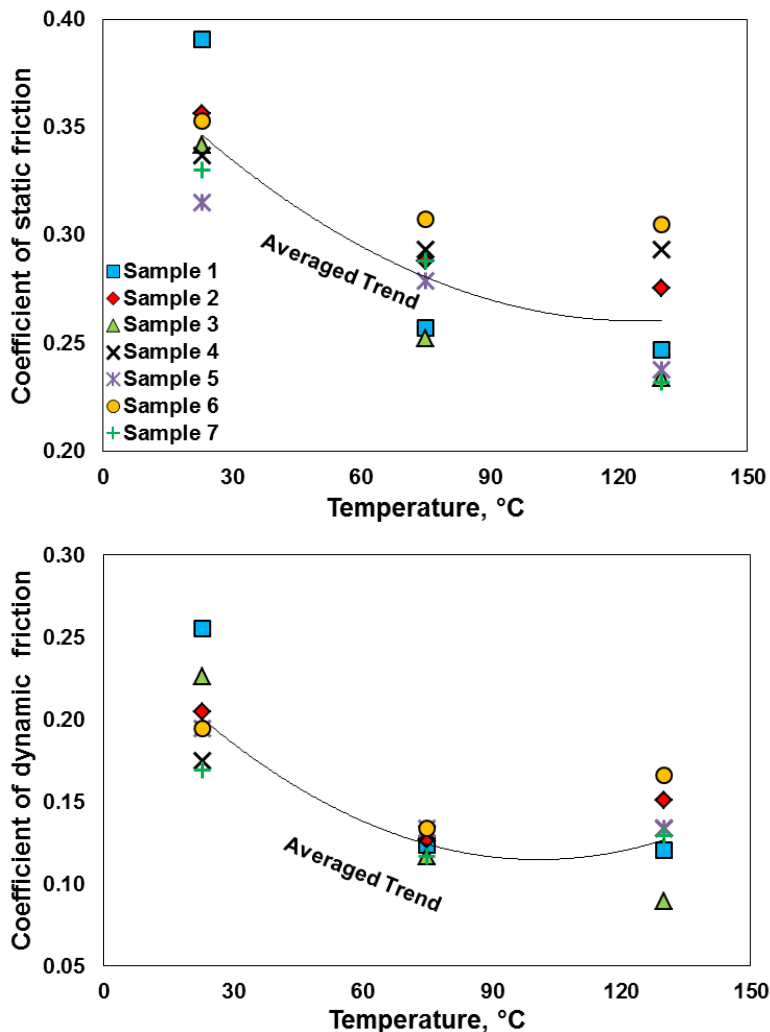 0.40
0.35
0.30
0.25
0.20
Coefficient of static friction
Averaged Trend
Sample 1
Sample 2
Sample 3
Sample 4
Sample 5
Sample 6
Sample 7
0 30 60 90 120 150
Temperature, °C
0.30
0.25
0.20
0.15
0.10
0.05
Coefficient of dynamic friction
Averaged Trend
0 30 60 90 120 150
Temperature, °C